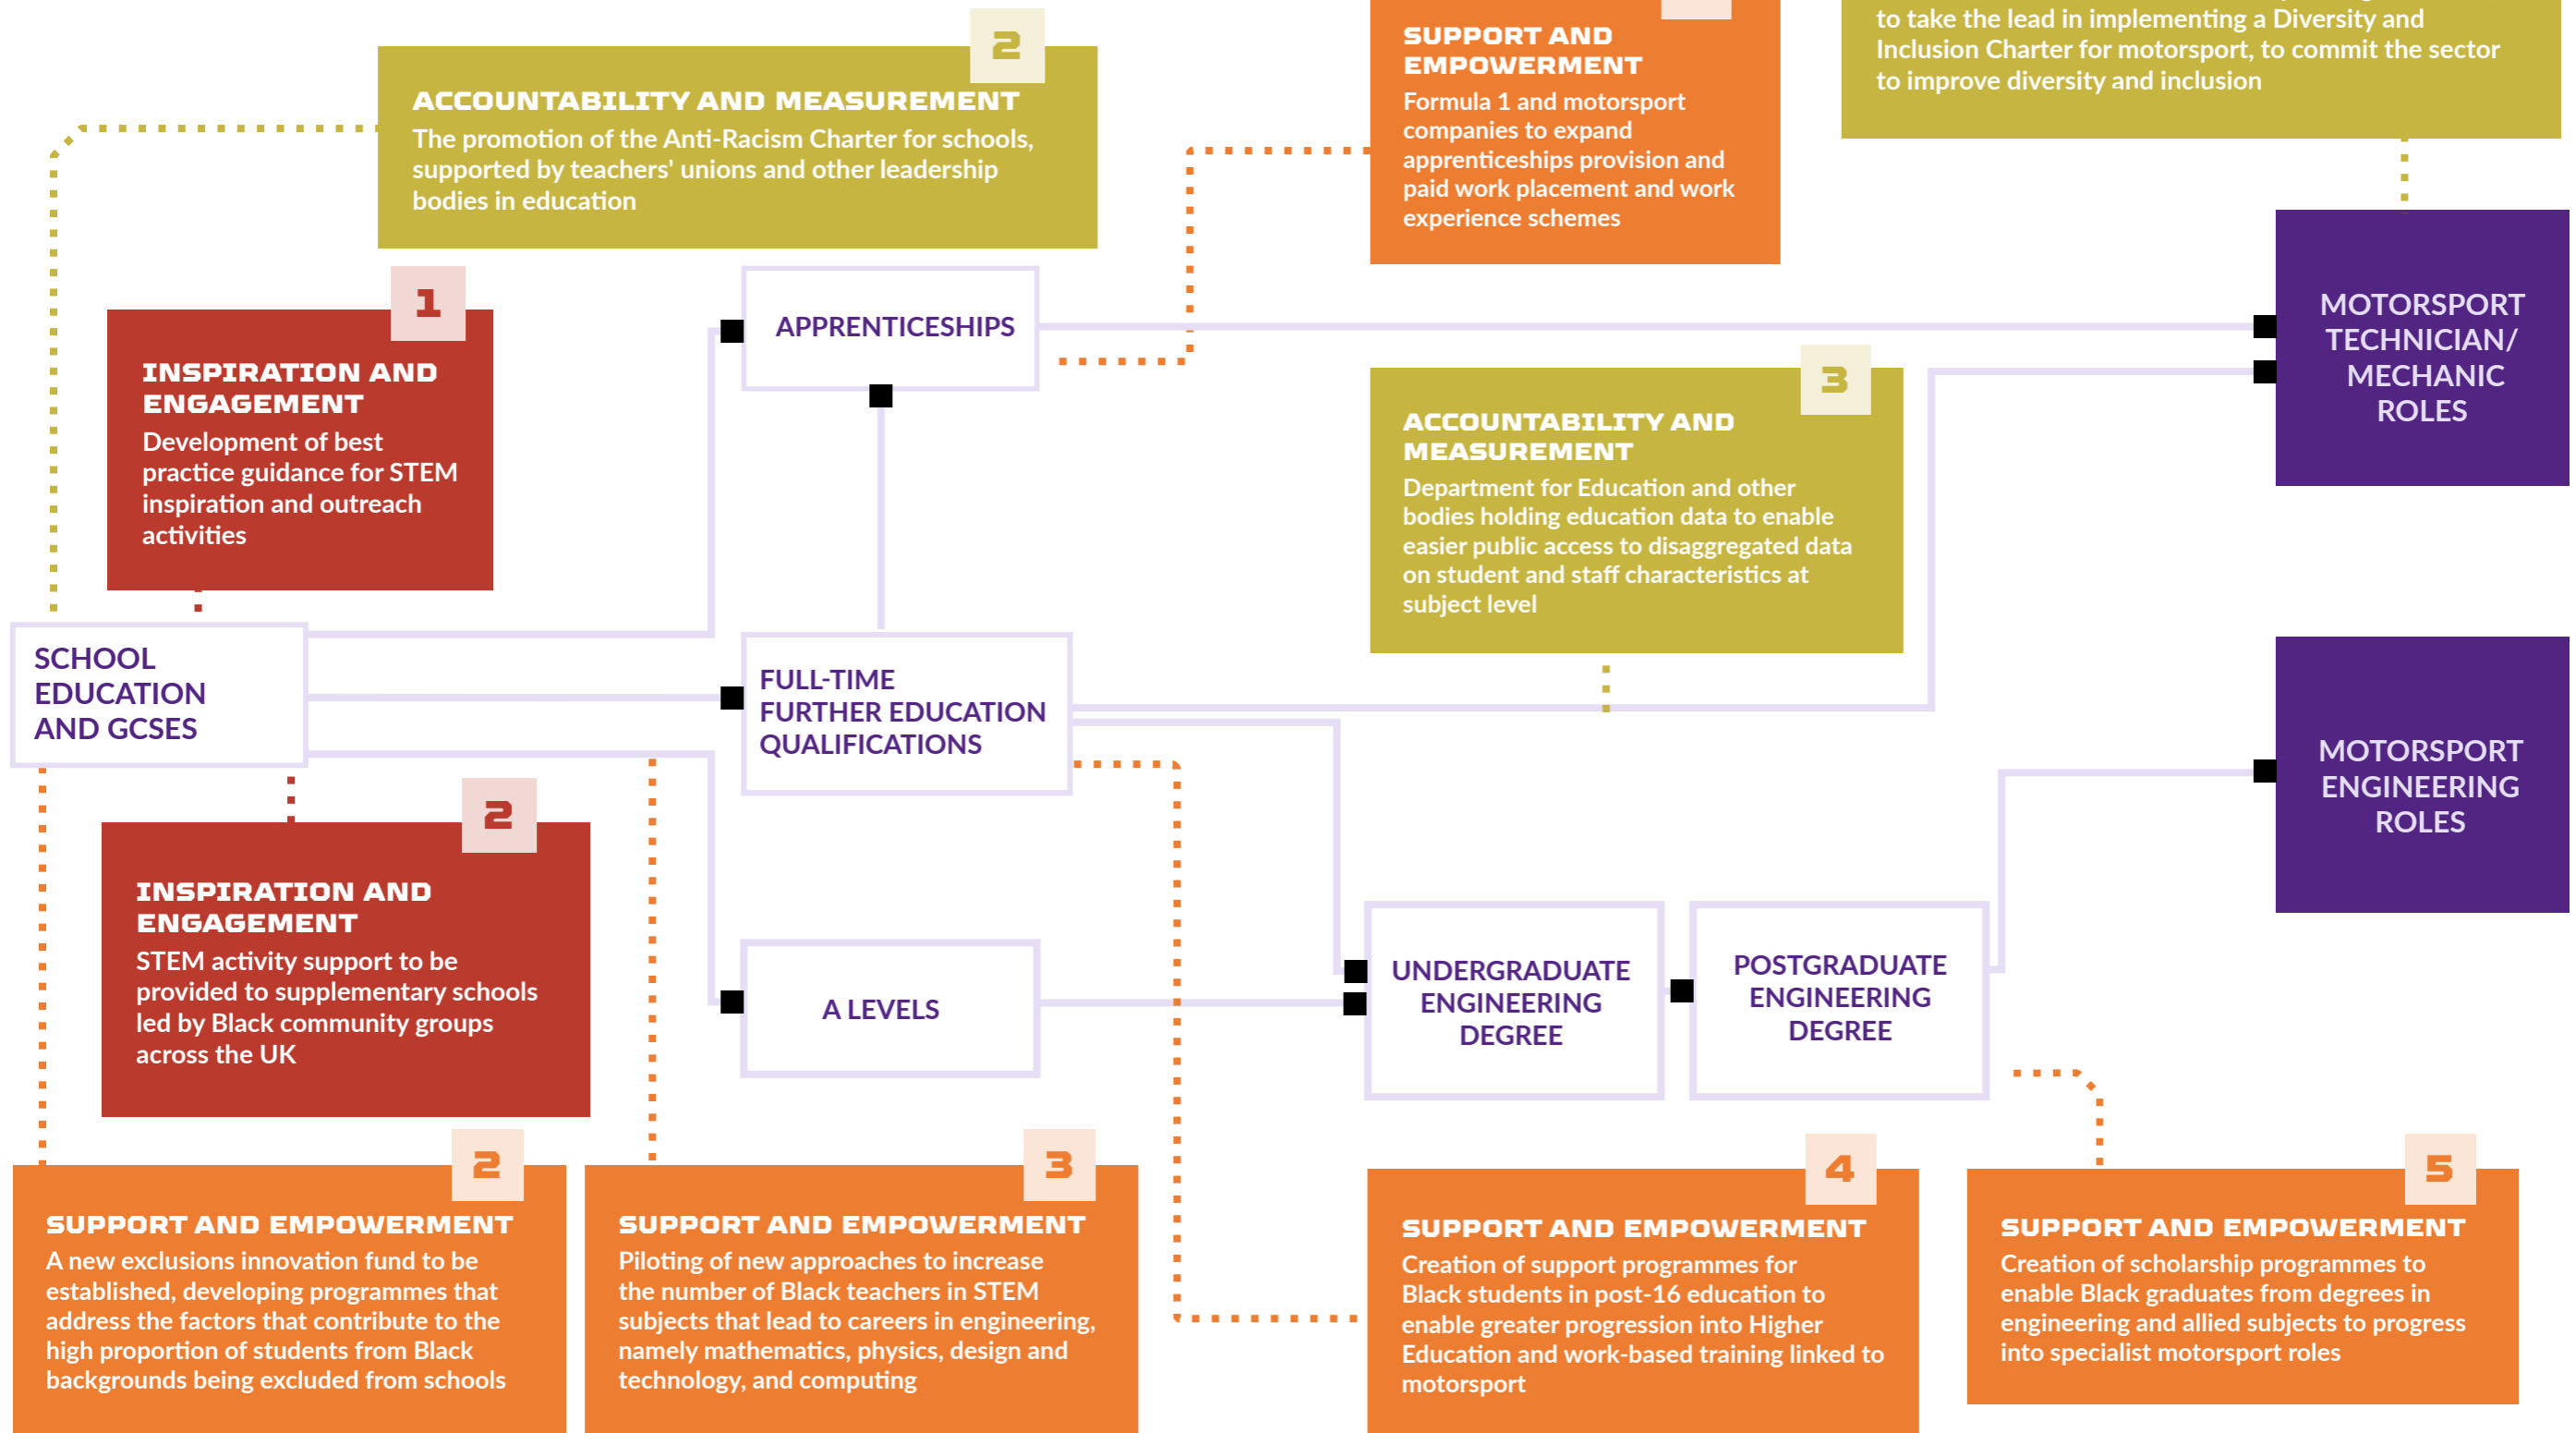 2
ACCOUNTABILITY AND MEASUREMENT
The promotion of the Anti-Racism Charter for schools,
supported by teachers' unions and other leadership
bodies in education
SUPPORT AND
EMPOWERMENT
Formula 1 and motorsport
companies to expand
apprenticeships provision and
paid work placement and work
experience schemes
to take the lead in implementing a Diversity and
Inclusion Charter for motorsport, to commit the sector
to improve diversity and inclusion
1
INSPIRATION AND
ENGAGEMENT
Development of best
practice guidance for STEM
inspiration and outreach
activities
APPRENTICESHIPS
MOTORSPORT
TECHNICIAN/
MECHANIC
ROLES
3
ACCOUNTABILITY AND
MEASUREMENT
Department for Education and other
bodies holding education data to enable
easier public access to disaggregated data
on student and staff characteristics at
subject level
SCHOOL
EDUCATION
AND GCSES
FULL-TIME
FURTHER EDUCATION
QUALIFICATIONS
MOTORSPORT
ENGINEERING
ROLES
2
INSPIRATION AND
ENGAGEMENT
STEM activity support to be
provided to supplementary schools
led by Black community groups
across the UK
A LEVELS
UNDERGRADUATE
ENGINEERING
DEGREE
POSTGRADUATE
ENGINEERING
DEGREE
2
SUPPORT AND EMPOWERMENT
A new exclusions innovation fund to be
established, developing programmes that
address the factors that contribute to the
high proportion of students from Black
backgrounds being excluded from schools
3
SUPPORT AND EMPOWERMENT
Piloting of new approaches to increase
the number of Black teachers in STEM
subjects that lead to careers in engineering,
namely mathematics, physics, design and
technology, and computing
4
SUPPORT AND EMPOWERMENT
Creation of support programmes for
Black students in post-16 education to
enable greater progression into Higher
Education and work-based training linked to
motorsport
5
SUPPORT AND EMPOWERMENT
Creation of scholarship programmes to
enable Black graduates from degrees in
engineering and allied subjects to progress
into specialist motorsport roles